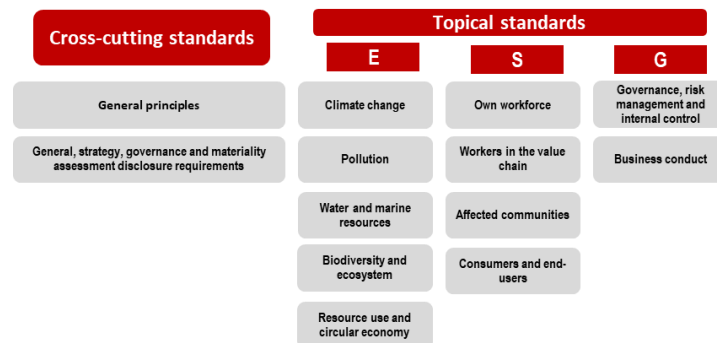 Cross-cutting standards
Topical standards
E
S
G
General principles
General, strategy, governance and materiality
assessment disclosure requirements
Climate change
Pollution
Water and marine
resources
Biodiversity and
ecosystem
Resource use and
circular economy
Own workforce
Workers in the value
chain
Affected communities
Consumers and end-
users
Governance, risk
management and
internal control
Business conduct